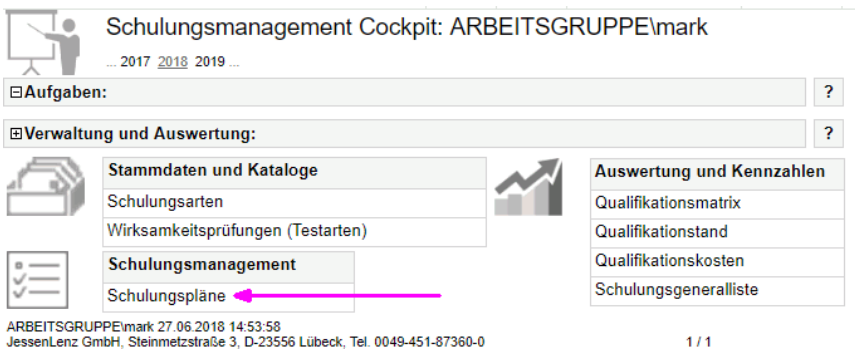 Schulungsmanagement Cockpit: ARBEITSGRUPPE\mark
... 2017 2018 2019 ...
⊟Aufgaben: ?
⊞Verwaltung und Auswertung: ?
Stammdaten und Kataloge
Schulungsarten
Wirksamkeitsprüfungen (Testarten)
Schulungsmanagement
Schulungspläne
Auswertung und Kennzahlen
Qualifikationsmatrix
Qualifikationstand
Qualifikationskosten
Schulungsgeneralliste
ARBEITSGRUPPE\mark 27.06.2018 14:53:58
JessenLenz GmbH, Steinmetzstraße 3, D-23556 Lübeck, Tel. 0049-451-87360-0 1 / 1